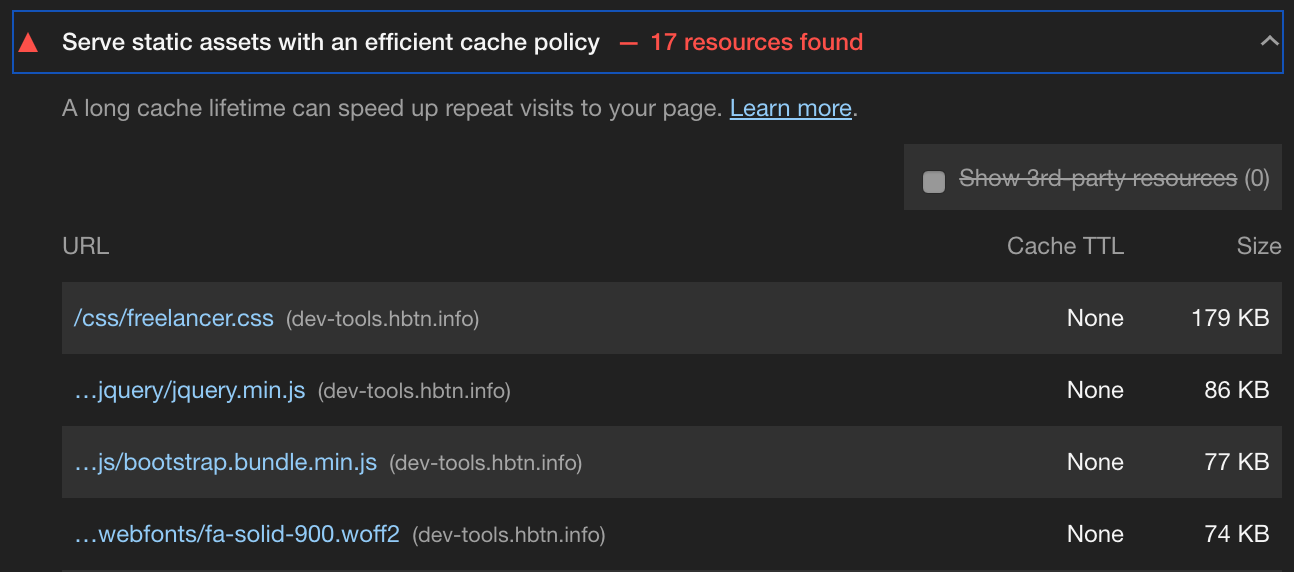 Serve static assets with an efficient cache policy — 17 resources found
A long cache lifetime can speed up repeat visits to your page. Learn more.
Show 3rd-party resources (0)
URL Cache TTL Size
/css/freelancer.css (dev-tools.hbtn.info) None 179 KB
…jquery/jquery.min.js (dev-tools.hbtn.info) None 86 KB
…js/bootstrap.bundle.min.js (dev-tools.hbtn.info) None 77 KB
…webfonts/fa-solid-900.woff2 (dev-tools.hbtn.info) None 74 KB